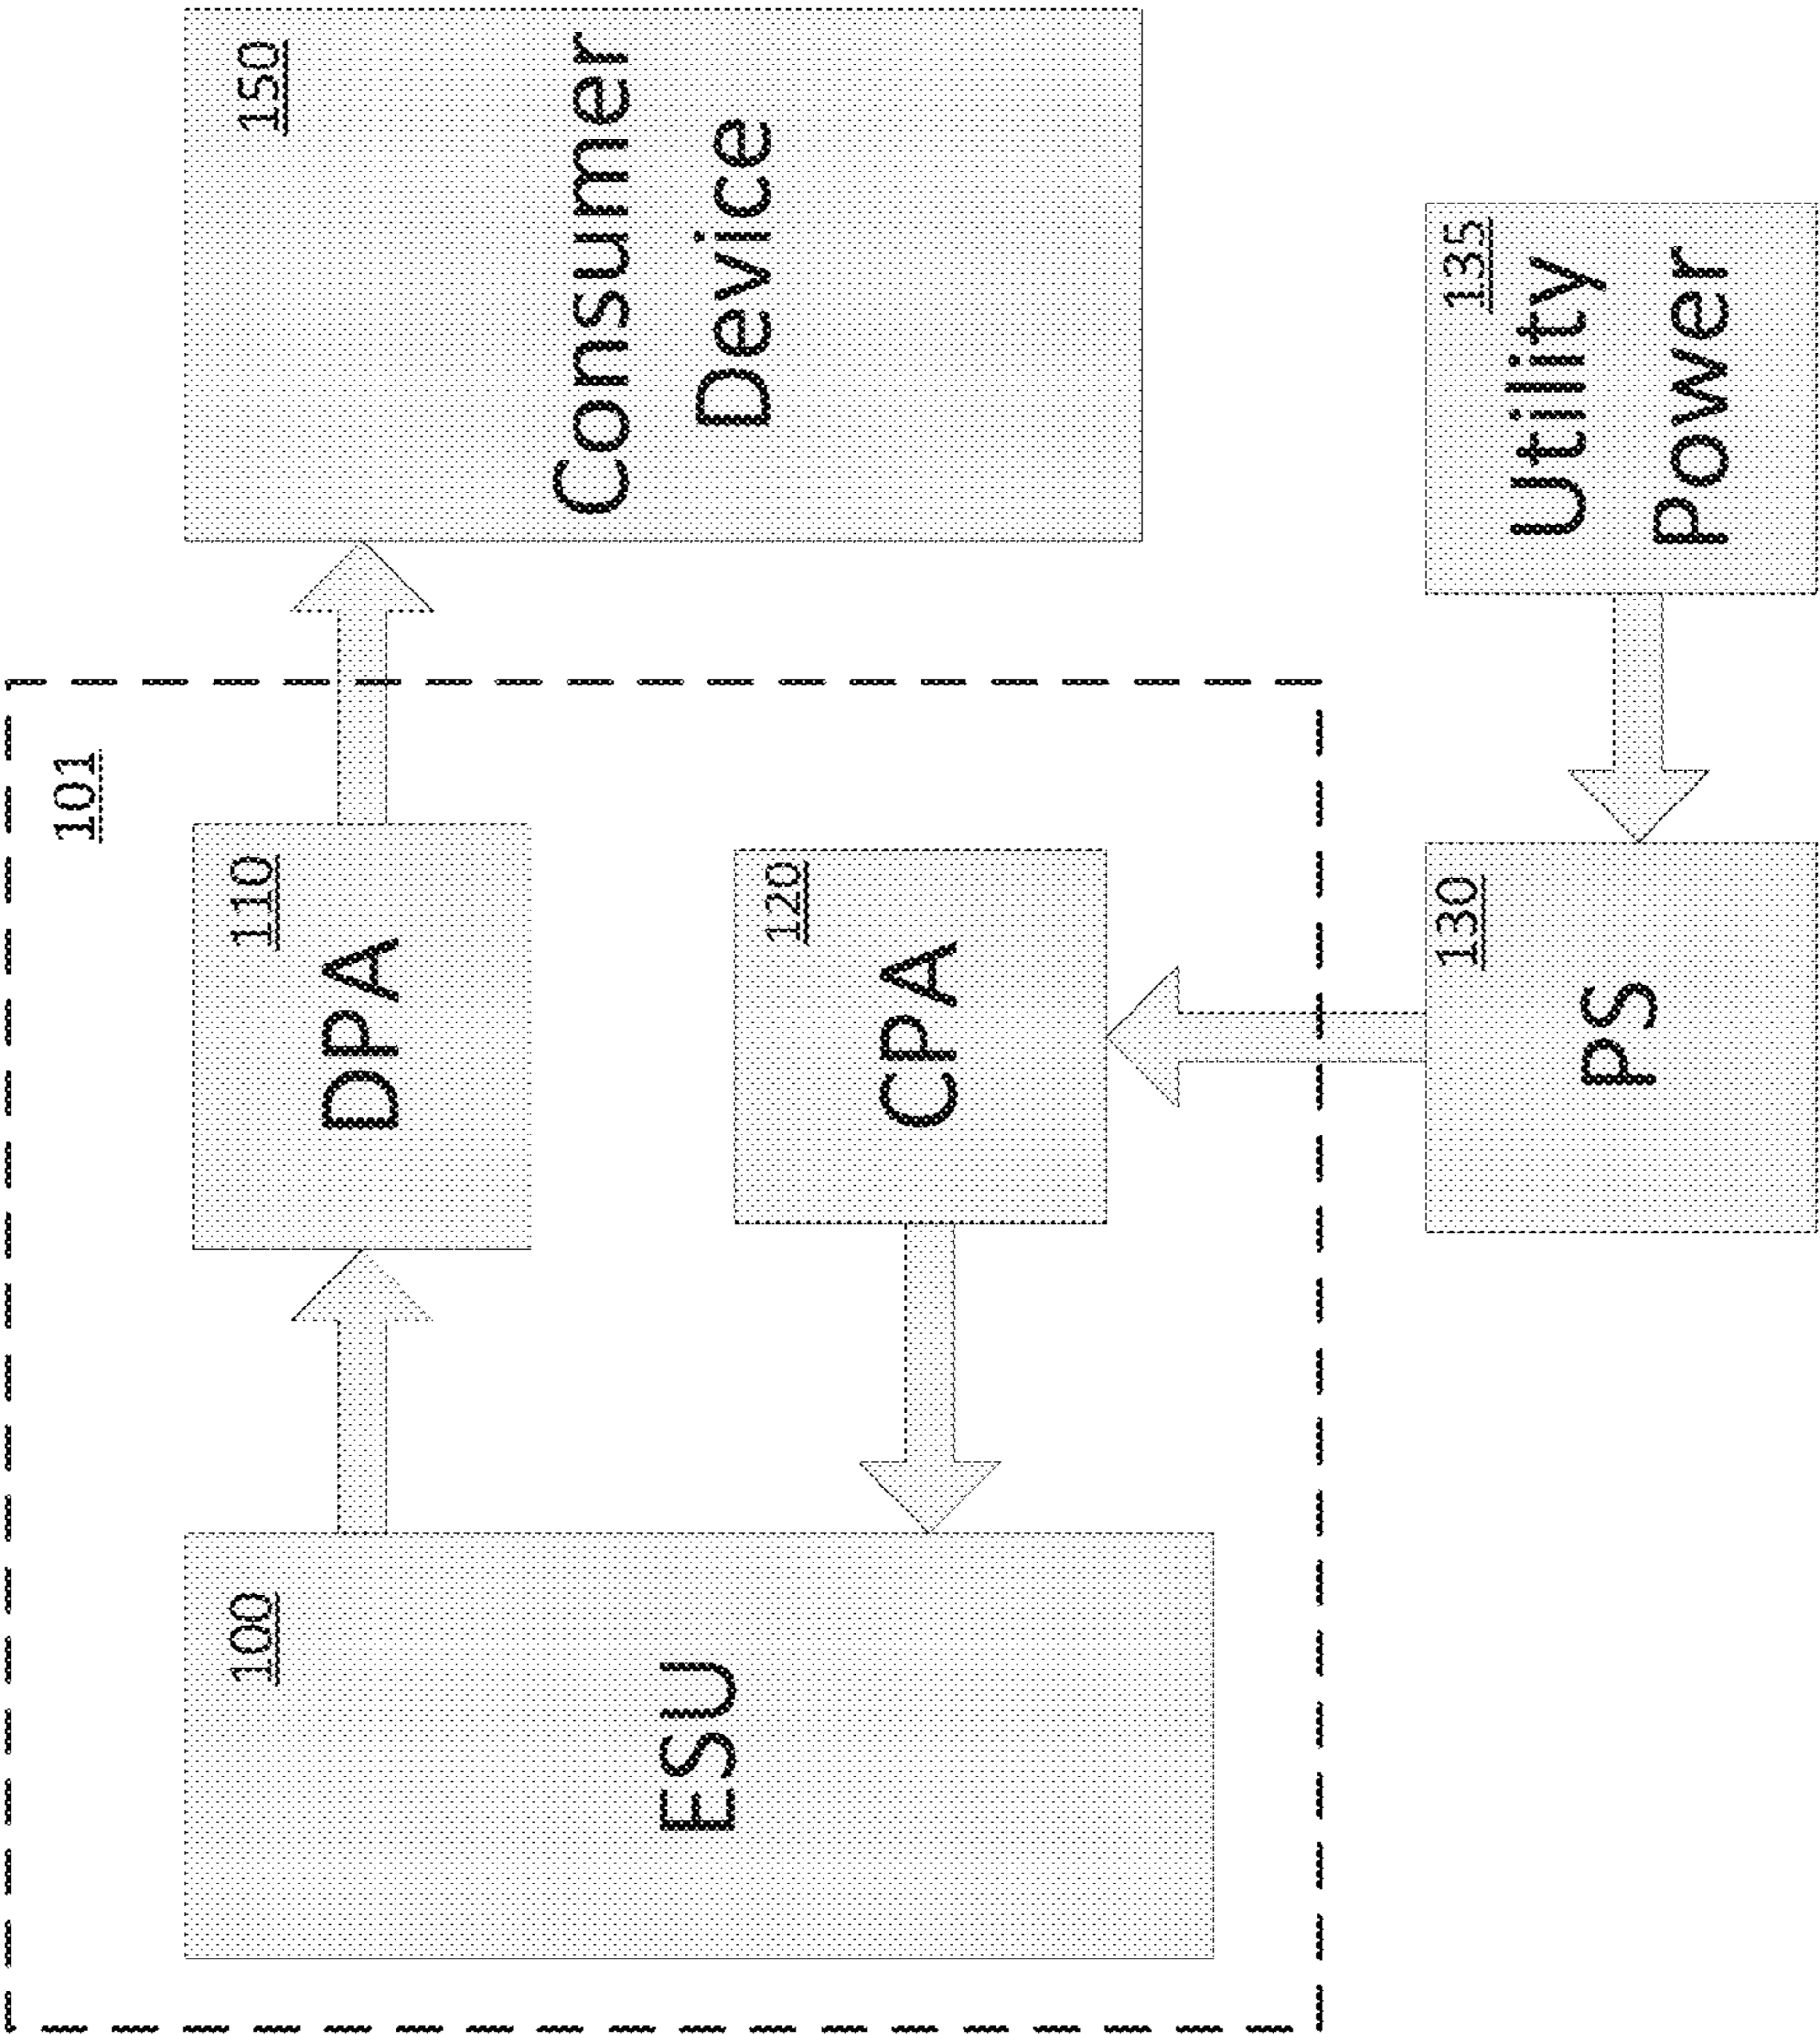 101
100
ESU
110
DPA
150
Consumer
Device
120
CPA
130
PS
135
Utility
Power